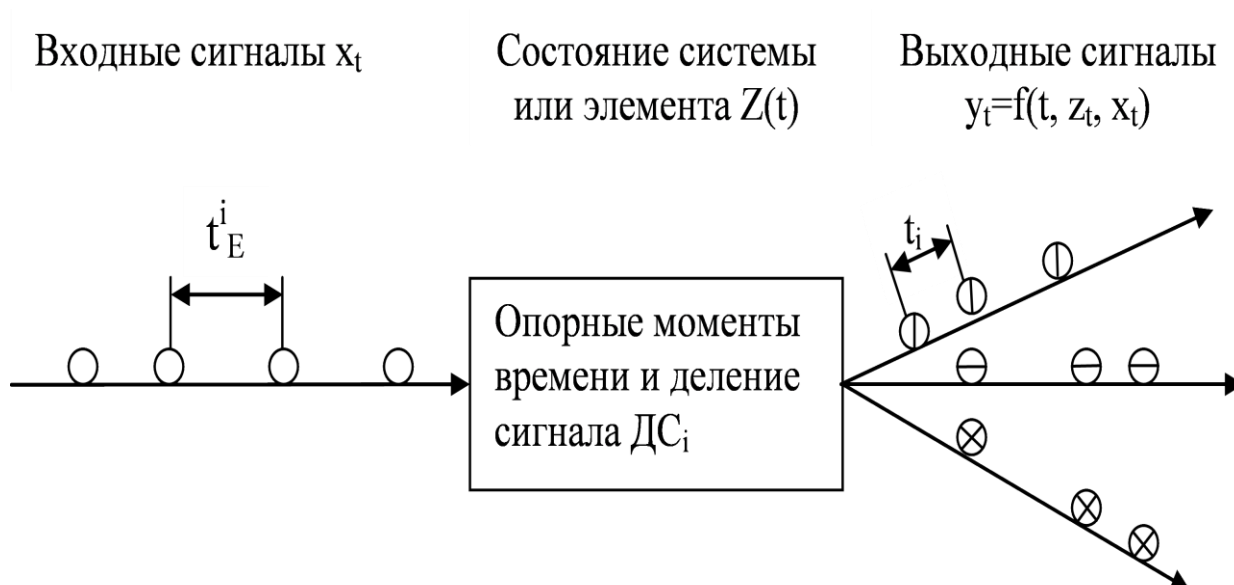 Входные сигналы xₜ
Состояние системы
или элемента Z(t)
Выходные сигналы
yₜ=f(t, zₜ, xₜ)
tᵢ
tⁱ_E
Опорные моменты
времени и деление
сигнала ДСᵢ